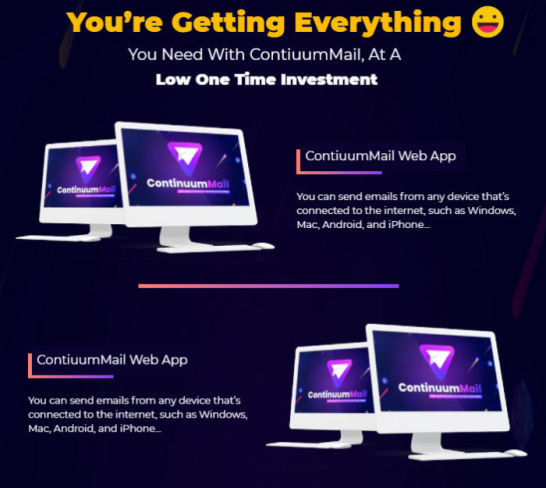 You're Getting Everything
You Need With ContiuumMail, At A
Low One Time Investment
ContinuumMail
ContinuumMail
ContiuumMail Web App
You can send emails from any device that's
connected to the internet, such as Windows,
Mac, Android, and iPhone...
ContiuumMail Web App
You can send emails from any device that's
connected to the internet, such as Windows,
Mac, Android, and iPhone...
ContinuumMail
ContinuumMail